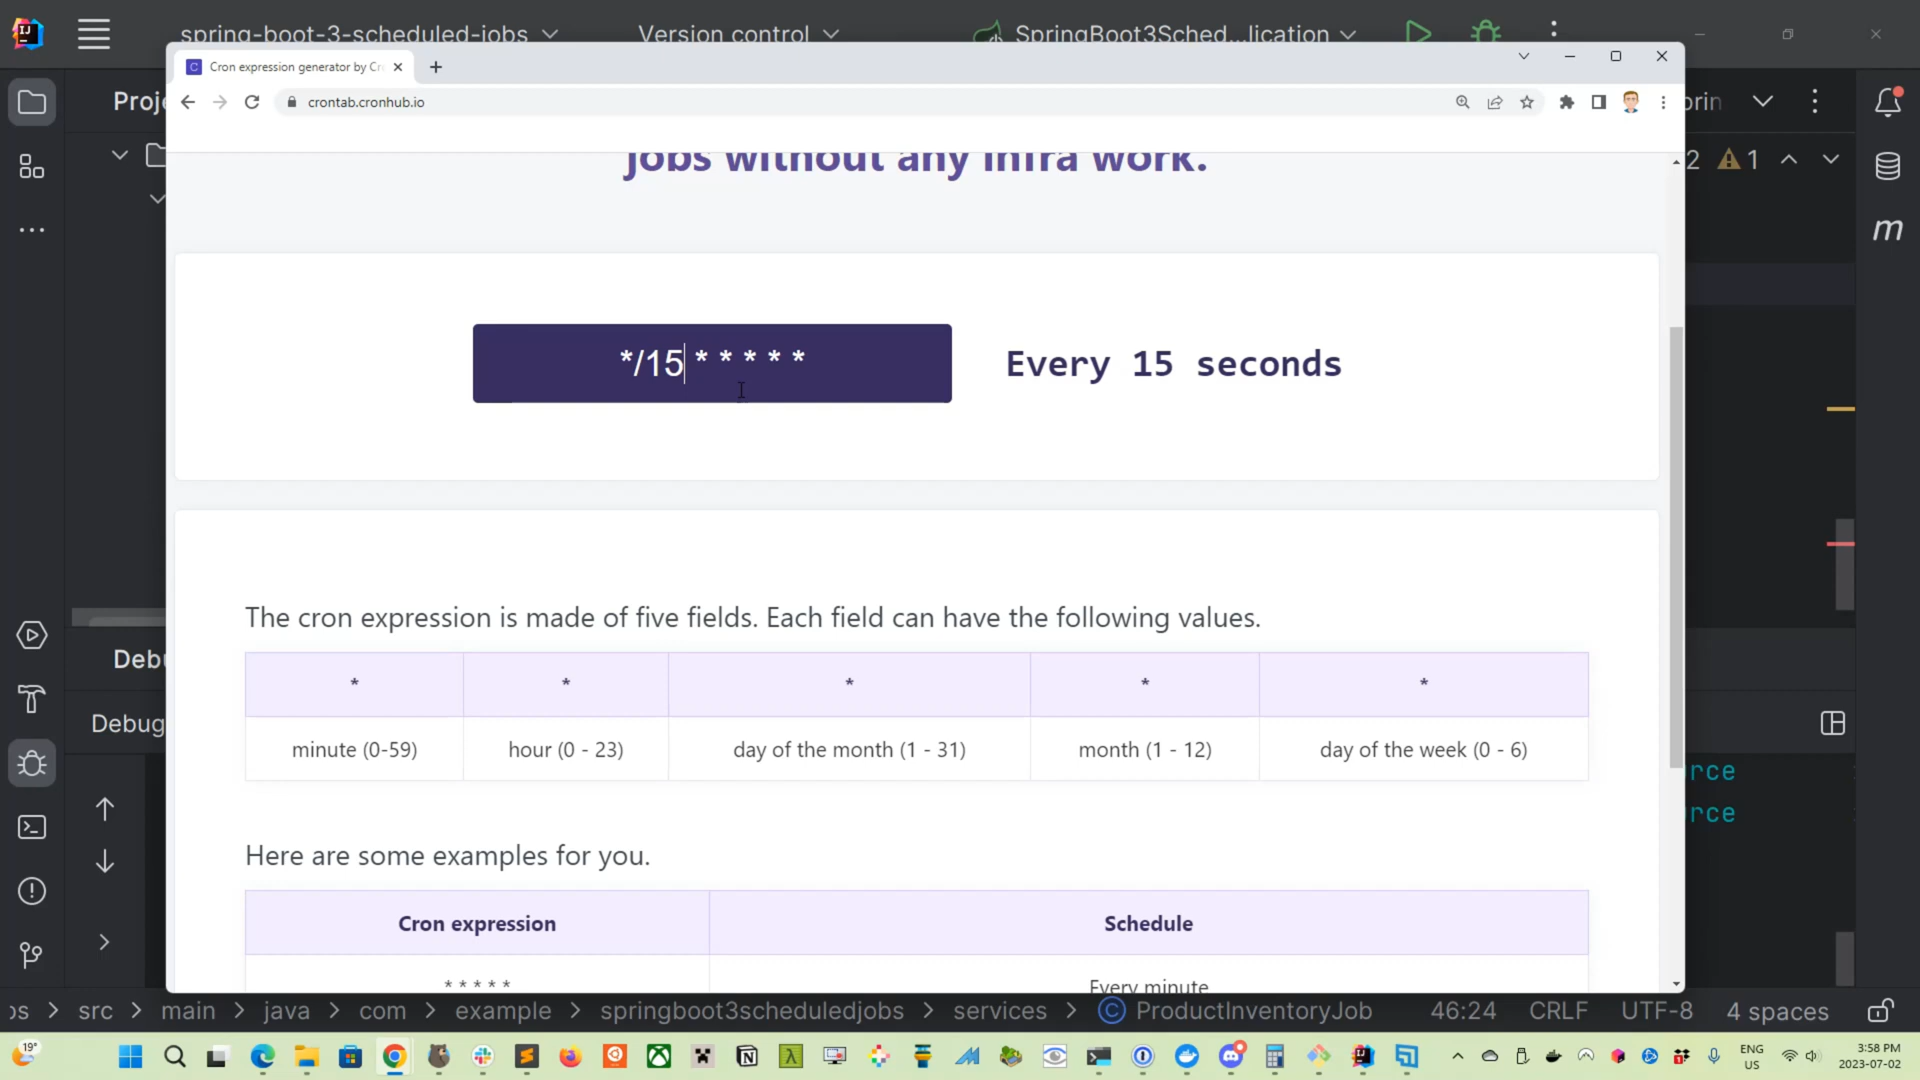 spring-boot-3-scheduled-jobs
Version control
SpringBoot3Sched...lication
Cron expression generator by Cr
crontab.cronhub.io
Proje
prin
2
1
jobs without any infra work.
*/15 * * * * *
Every 15 seconds
The cron expression is made of five fields. Each field can have the following values.
* * * * *
minute (0-59) hour (0 - 23) day of the month (1 - 31) month (1 - 12) day of the week (0 - 6)
Here are some examples for you.
Cron expression Schedule
* * * * * Every minute
Debu
Debug
rce
rce
m
os > src > main > java > com > example > springboot3scheduledjobs > services > ProductInventoryJob 46:24 CRLF UTF-8 4 spaces
19°
ENG
US
3:58 PM
2023-07-02